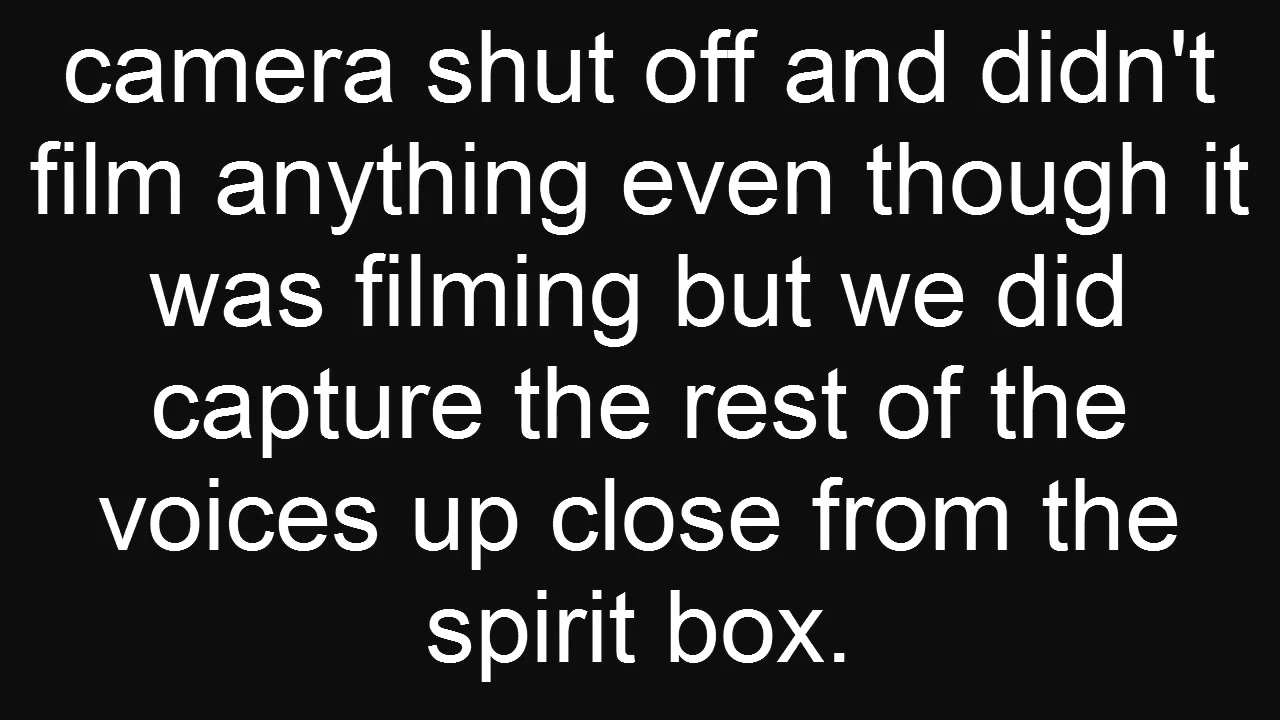 camera shut off and didn't
film anything even though it
was filming but we did
capture the rest of the
voices up close from the
spirit box.